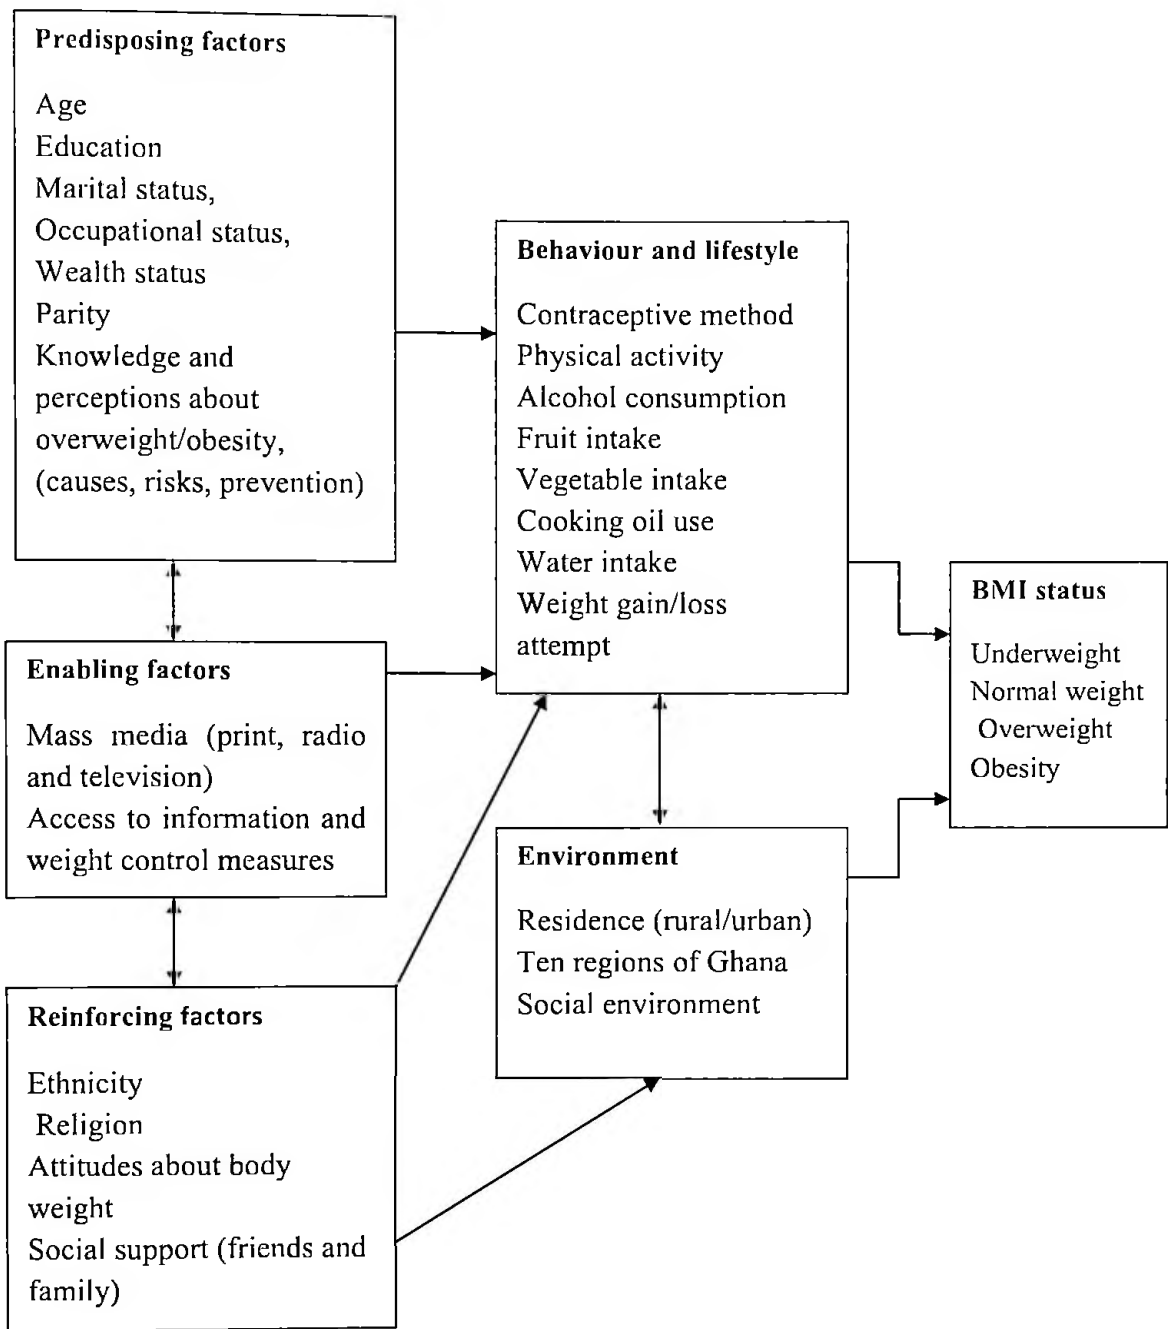 Predisposing factors
Age
Education
Marital status,
Occupational status,
Wealth status
Parity
Knowledge and
perceptions about
overweight/obesity,
(causes, risks, prevention)
Enabling factors
Mass media (print, radio
and television)
Access to information and
weight control measures
Reinforcing factors
Ethnicity
Religion
Attitudes about body
weight
Social support (friends and
family)
Behaviour and lifestyle
Contraceptive method
Physical activity
Alcohol consumption
Fruit intake
Vegetable intake
Cooking oil use
Water intake
Weight gain/loss
attempt
Environment
Residence (rural/urban)
Ten regions of Ghana
Social environment
BMI status
Underweight
Normal weight
Overweight
Obesity